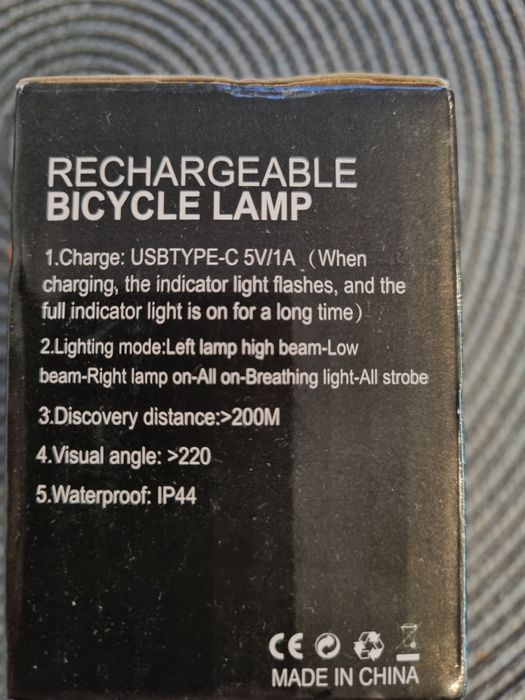 RECHARGEABLE
BICYCLE LAMP
1.Charge: USBTYPE-C 5V/1A (When
charging, the indicator light flashes, and the
full indicator light is on for a long time)
2.Lighting mode:Left lamp high beam-Low
beam-Right lamp on-All on-Breathing light-All strobe
3.Discovery distance:>200M
4.Visual angle: >220
5.Waterproof: IP44
CE
MADE IN CHINA